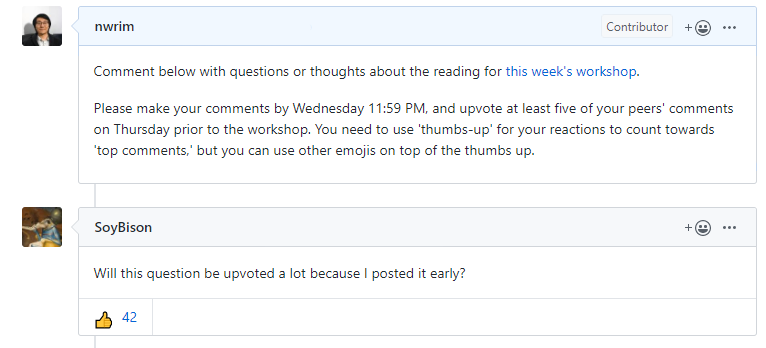 nwrim
Contributor
Comment below with questions or thoughts about the reading for this week's workshop.
Please make your comments by Wednesday 11:59 PM, and upvote at least five of your peers' comments
on Thursday prior to the workshop. You need to use 'thumbs-up' for your reactions to count towards
'top comments,' but you can use other emojis on top of the thumbs up.
SoyBison
Will this question be upvoted a lot because I posted it early?
42